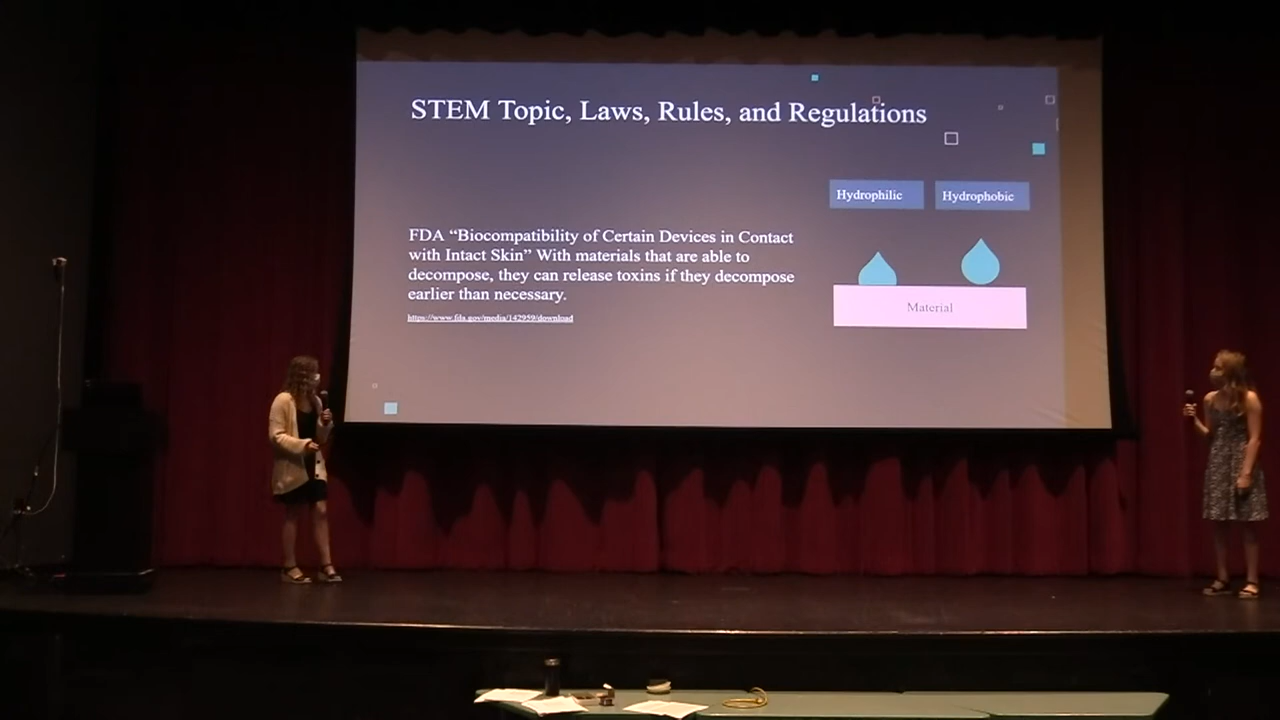 STEM Topic, Laws, Rules, and Regulations
Hydrophilic
Hydrophobic
FDA “Biocompatibility of Certain Devices in Contact
with Intact Skin” With materials that are able to
decompose, they can release toxins if they decompose
earlier than necessary.
https://www.fda.gov/media/142959/download
Material